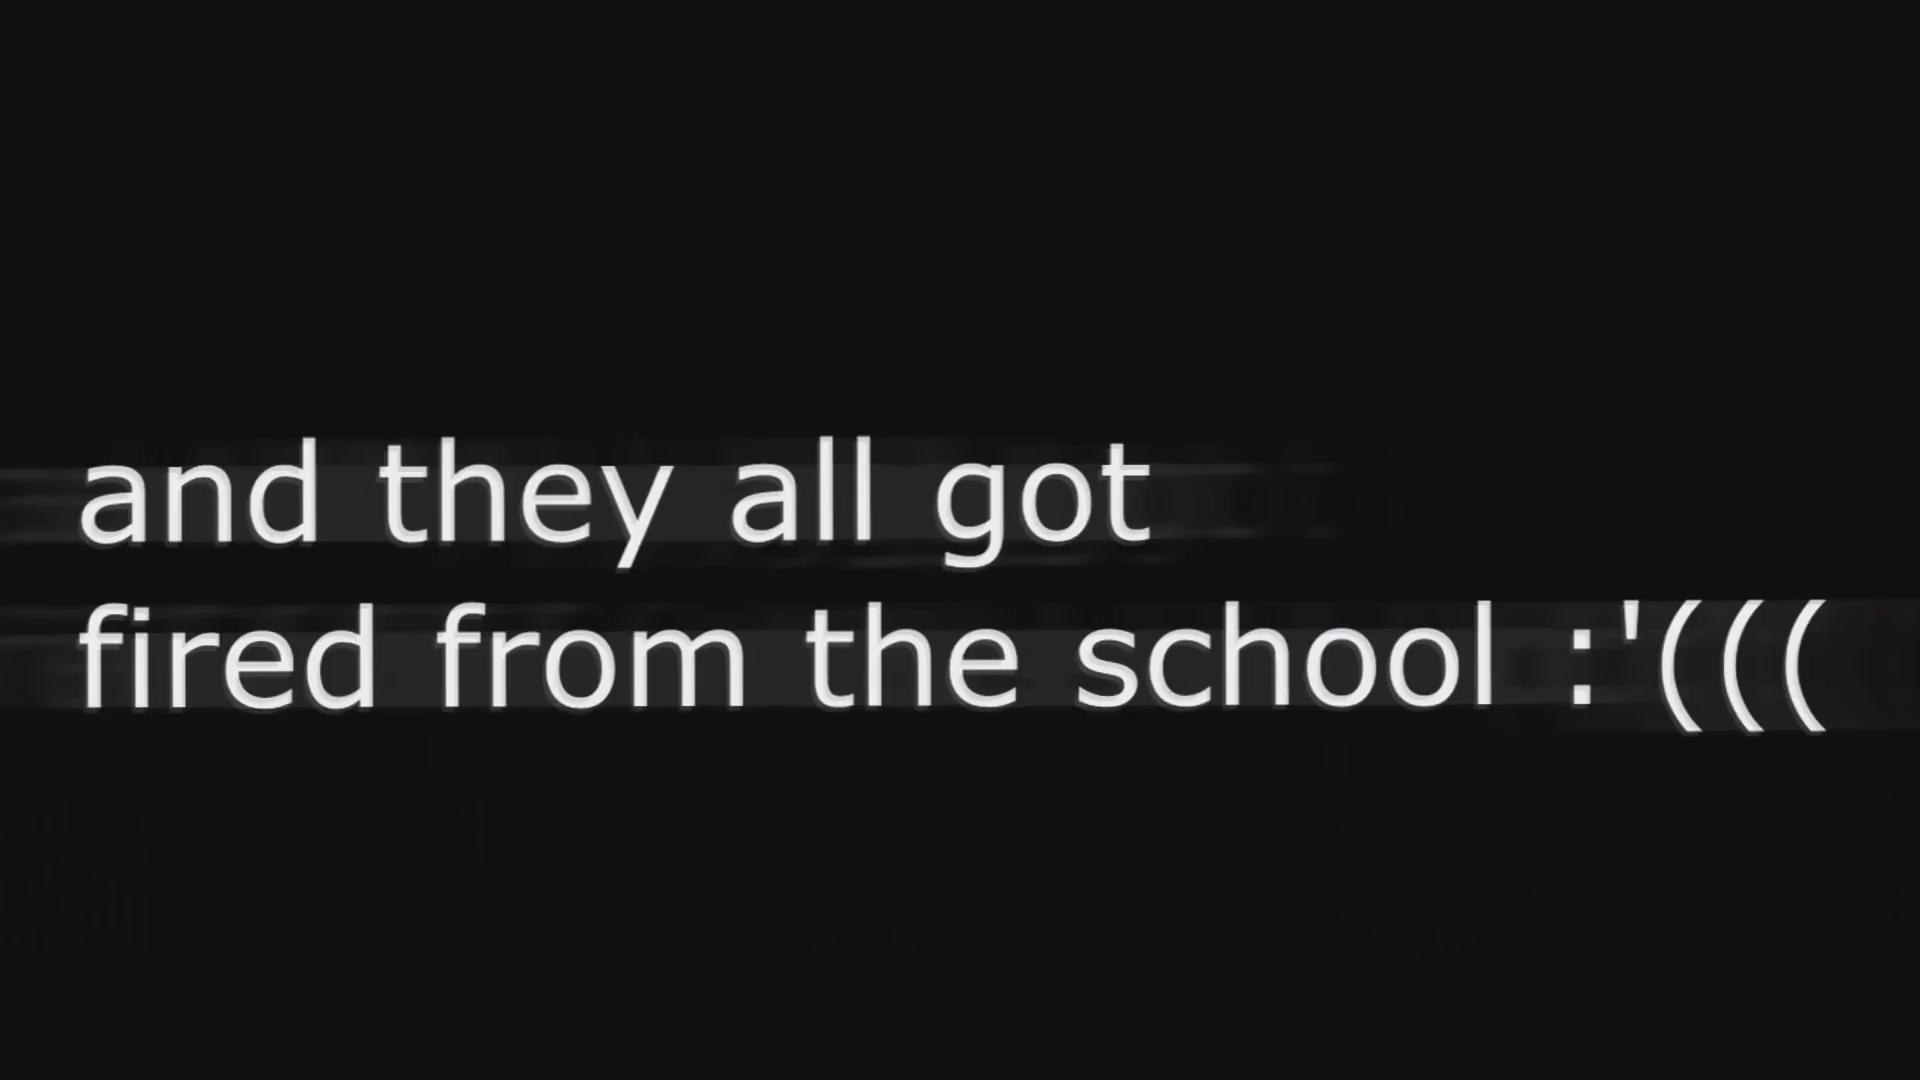 and they all got
fired from the school :'(((